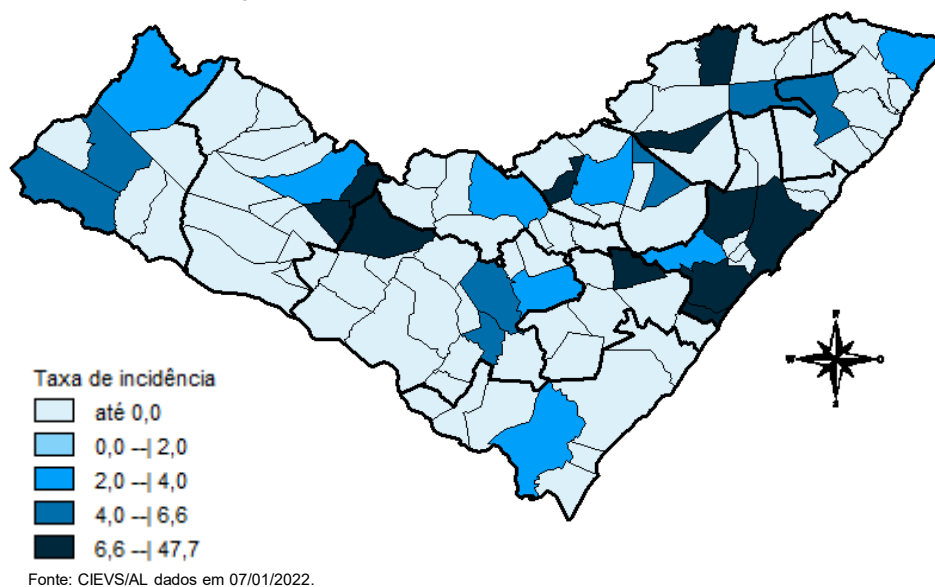 Taxa de incidência
até 0,0
0,0 --| 2,0
2,0 --| 4,0
4,0 --| 6,6
6,6 --| 47,7
Fonte: CIEVS/AL dados em 07/01/2022.
W